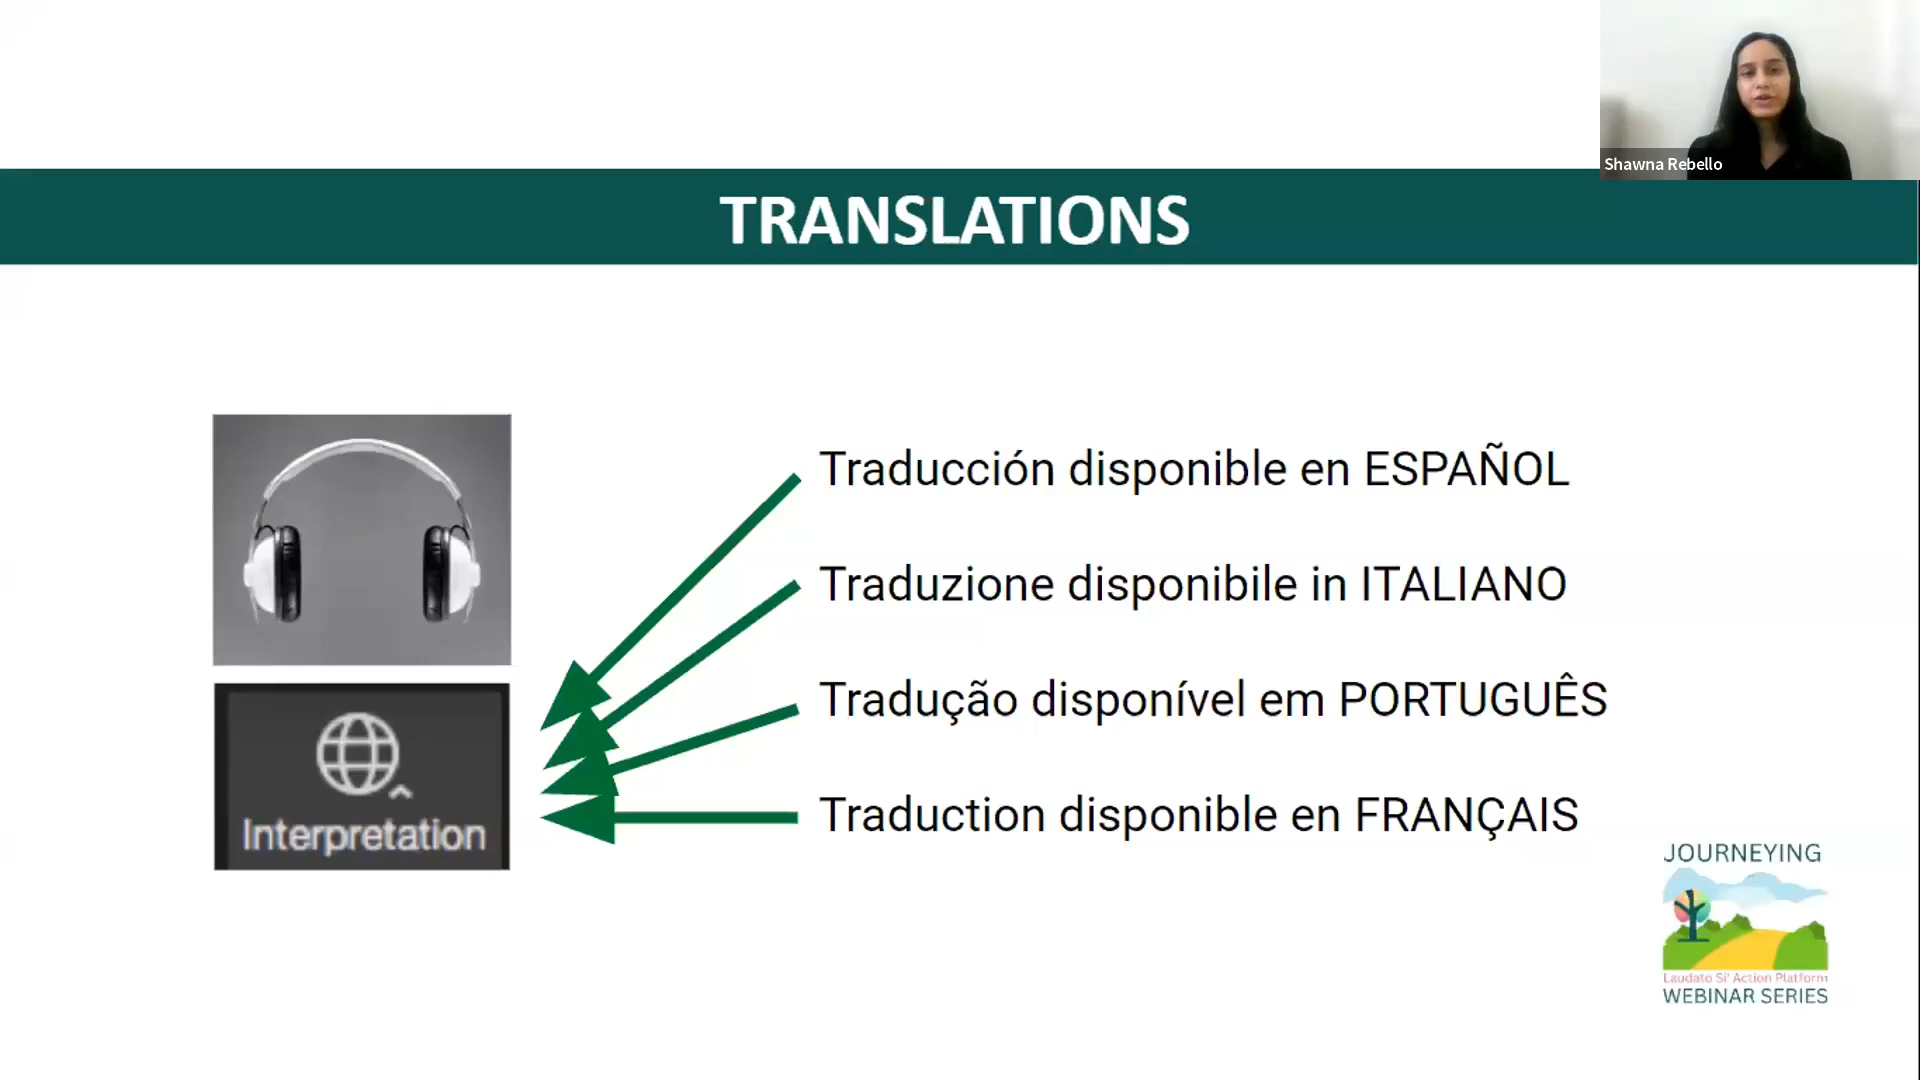 Shawna Rebello
TRANSLATIONS
Traducción disponible en ESPAÑOL
Traduzione disponibile in ITALIANO
Tradução disponível em PORTUGUÊS
Traduction disponible en FRANÇAIS
Interpretation
JOURNEYING
Laudato Si' Action Platform
WEBINAR SERIES